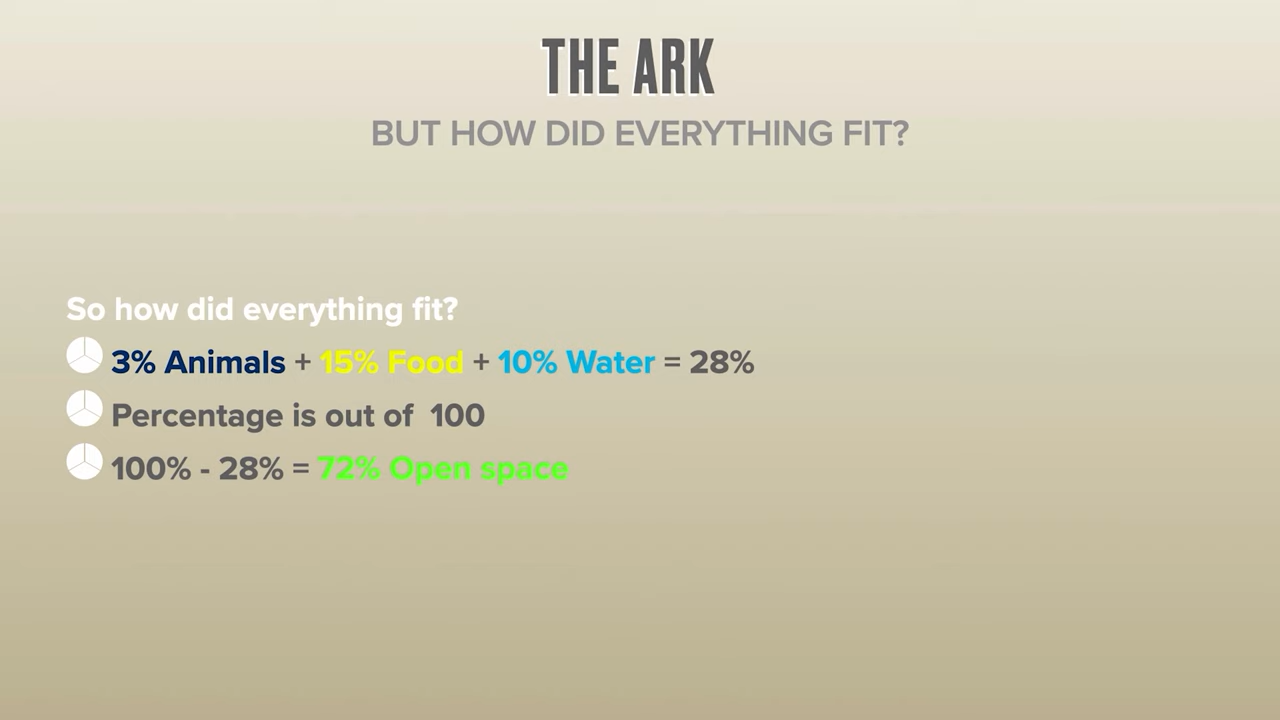 THE ARK
BUT HOW DID EVERYTHING FIT?
So how did everything fit?
3% Animals + 15% Food + 10% Water = 28%
Percentage is out of  100
100% - 28% = 72% Open space